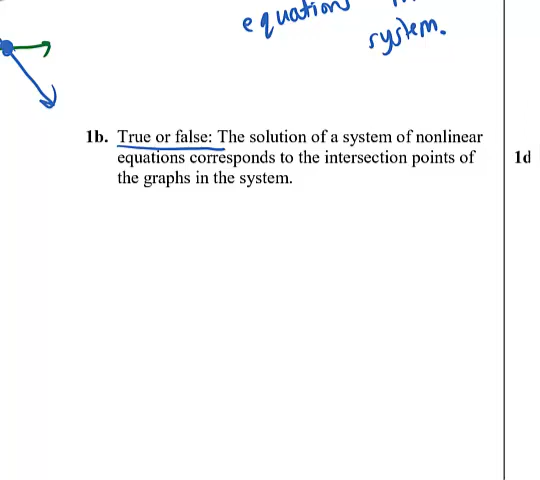 equation
system.
1b. True or false: The solution of a system of nonlinear
equations corresponds to the intersection points of
the graphs in the system.
1d